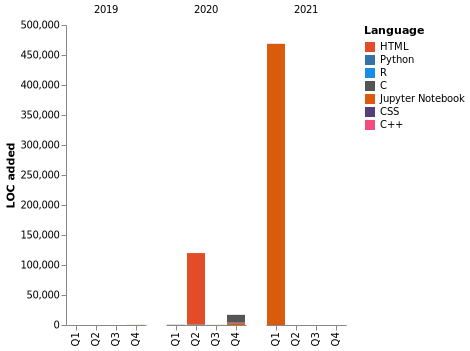 2019 2020 2021
500,000
450,000
400,000
350,000
300,000
250,000
200,000
150,000
100,000
50,000
0
LOC added
Q1 Q2 Q3 Q4 Q1 Q2 Q3 Q4 Q1 Q2 Q3 Q4
Language
HTML
Python
R
C
Jupyter Notebook
CSS
C++